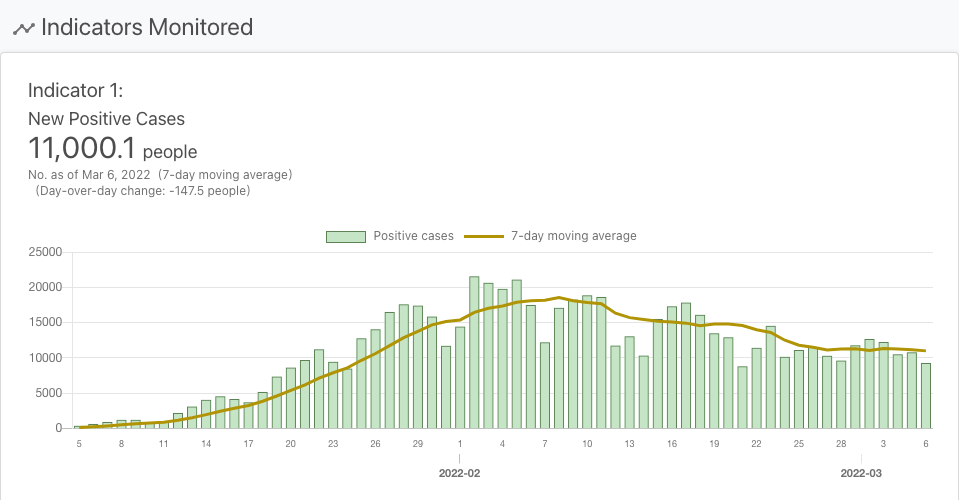 Indicators Monitored
Indicator 1:
New Positive Cases
11,000.1 people
No. as of Mar 6, 2022 (7-day moving average)
(Day-over-day change: -147.5 people)
Positive cases 7-day moving average
25000
20000
15000
10000
5000
0
5 8 11 14 17 20 23 26 29 1 4 7 10 13 16 19 22 25 28 3 6
2022-02 2022-03